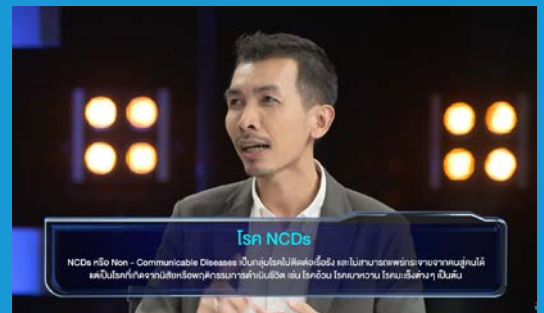 โรค NCDs
NCDs หรือ Non - Communicable Diseases เป็นกลุ่มโรคไม่ติดต่อเรื้อรัง และไม่สามารถแพร่กระจายจากคนสู่คนได้
แต่เป็นโรคที่เกิดจากนิสัยหรือพฤติกรรมการดำเนินชีวิต เช่น โรคอ้วน โรคเบาหวาน โรคมะเร็งต่าง ๆ เป็นต้น